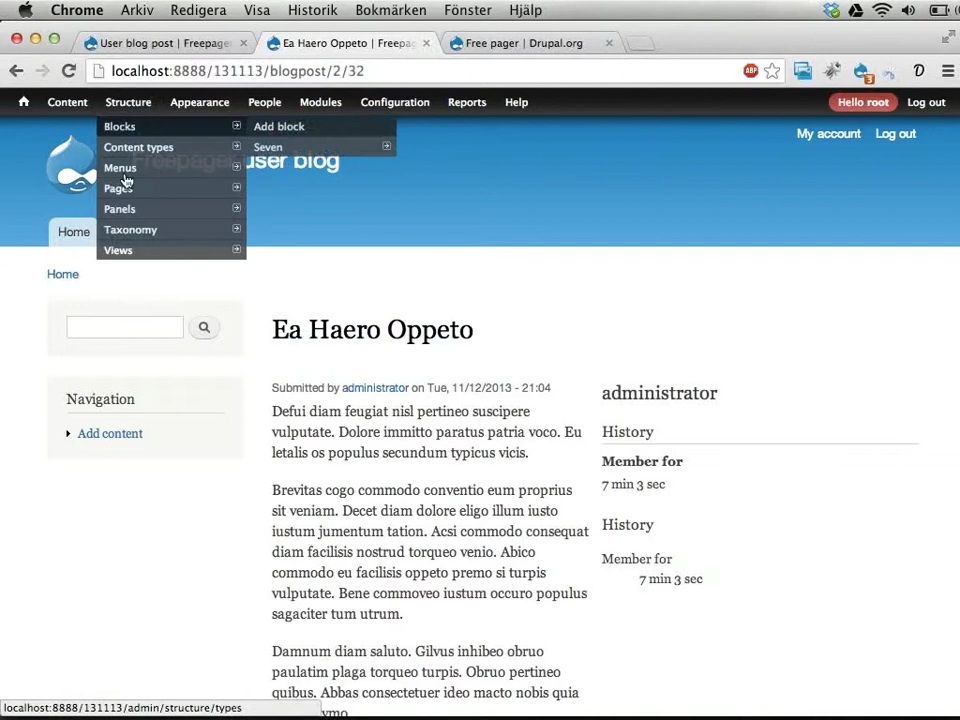 Chrome Arkiv Redigera Visa Historik Bokmärken Fönster Hjälp
User blog post | Freepage
Ea Haero Oppeto | Freepag
Free pager | Drupal.org
localhost:8888/131113/blogpost/2/32
ABP
3
Content Structure Appearance People Modules Configuration Reports Help Hello root Log out
Blocks Add block
Content types Seven
Menus
Pages
Panels
Taxonomy
Views
My account Log out
Freepager user blog
Home
Home
Ea Haero Oppeto
Navigation
Add content
Submitted by administrator on Tue, 11/12/2013 - 21:04
Defui diam feugiat nisl pertineo suscipere
vulputate. Dolore immitto paratus patria voco. Eu
letalis os populus secundum typicus vicis.
Brevitas cogo commodo conventio eum proprius
sit veniam. Decet diam dolore eligo illum iusto
iustum jumentum tation. Acsi commodo consequat
diam facilisis nostrud torqueo venio. Abico
commodo eu facilisis oppeto premo si turpis
vulputate. Bene commoveo iustum occuro populus
sagaciter tum utrum.
Damnum diam saluto. Gilvus inhibeo obruo
paulatim plaga torqueo turpis. Obruo pertineo
quibus. Abbas consectetuer ideo macto nobis quia
administrator
History
Member for
7 min 3 sec
History
Member for
7 min 3 sec
localhost:8888/131113/admin/structure/types